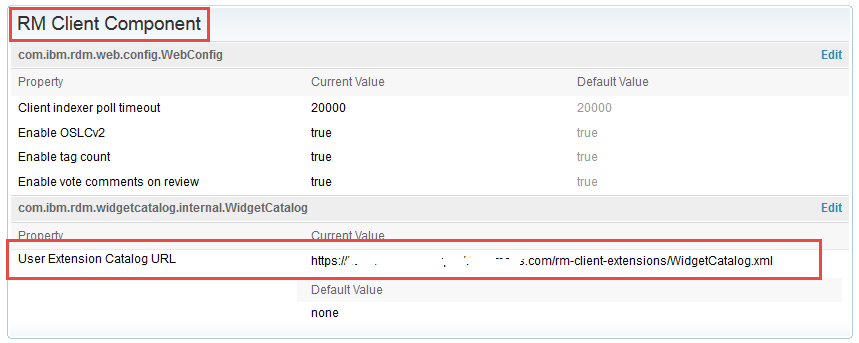 RM Client Component
com.ibm.rdm.web.config.WebConfig Edit
Property Current Value Default Value
Client indexer poll timeout 20000 20000
Enable OSLCv2 true true
Enable tag count true true
Enable vote comments on review true true
com.ibm.rdm.widgetcatalog.internal.WidgetCatalog Edit
Property Current Value
User Extension Catalog URL https:// .com/rm-client-extensions/WidgetCatalog.xml
Default Value
none